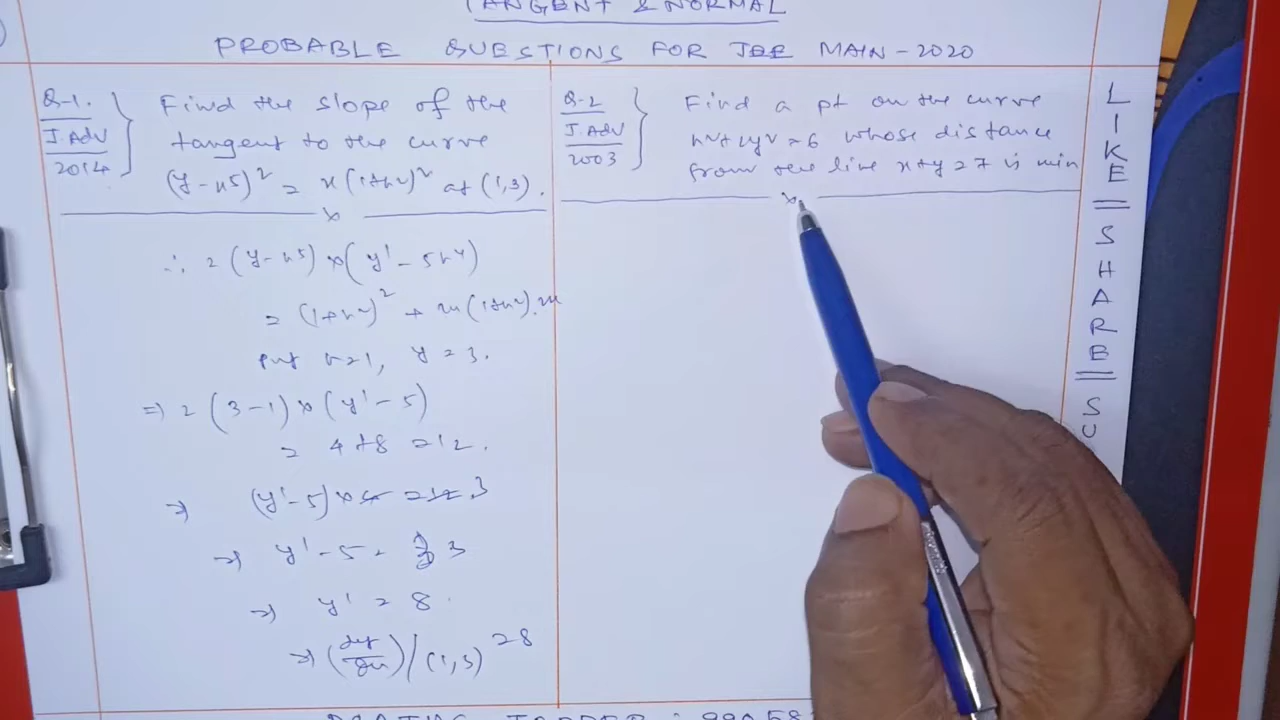 TANGENT & NORMAL
PROBABLE QUESTIONS FOR JEE MAIN - 2020
Q-1.
J.Adv
2014
Find the slope of the
tangent to the curve
(y-x⁵)² = x(1+x²)² at (1,3).
∴ 2(y-x⁵)×(y'-5x⁴)
= (1+x²)² + 2x(1+x²).2x
put x=1, y=3.
⇒ 2(3-1)×(y'-5)
= 4+8 = 12.
⇒ (y'-5)×4 = 12 3
⇒ y'-5 = 3
⇒ y' = 8.
⇒ (dy/dx)/(1,3) = 8
Q-2
J.Adv
2003
Find a pt on the curve
x²+2y²=6 whose distance
from the line x+y=7 is min
L
I
K
E
S
H
A
R
E
S
U